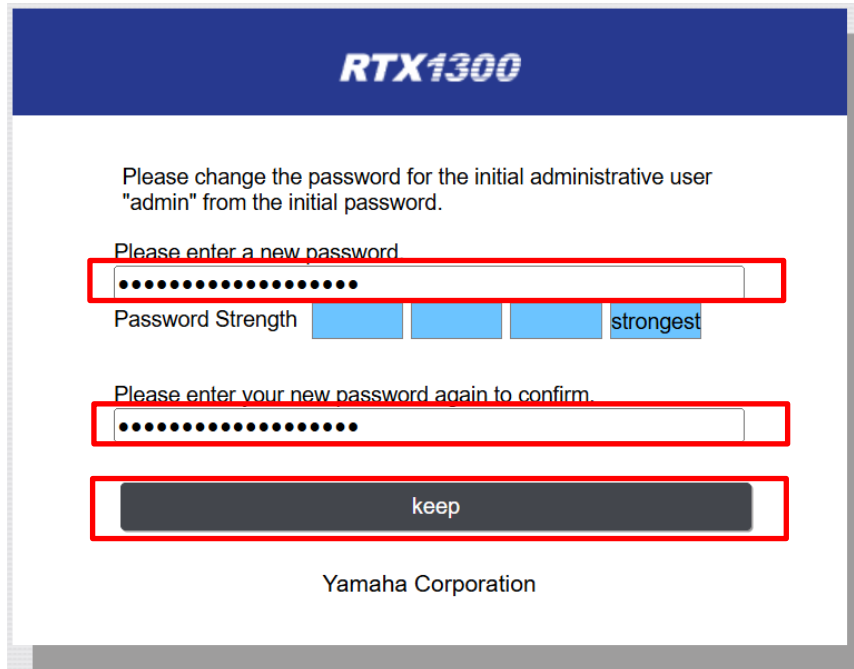 RTX1300
Please change the password for the initial administrative user
"admin" from the initial password.
Please enter a new password.
•••••••••••••••••••
Password Strength strongest
Please enter your new password again to confirm.
•••••••••••••••••••
keep
Yamaha Corporation